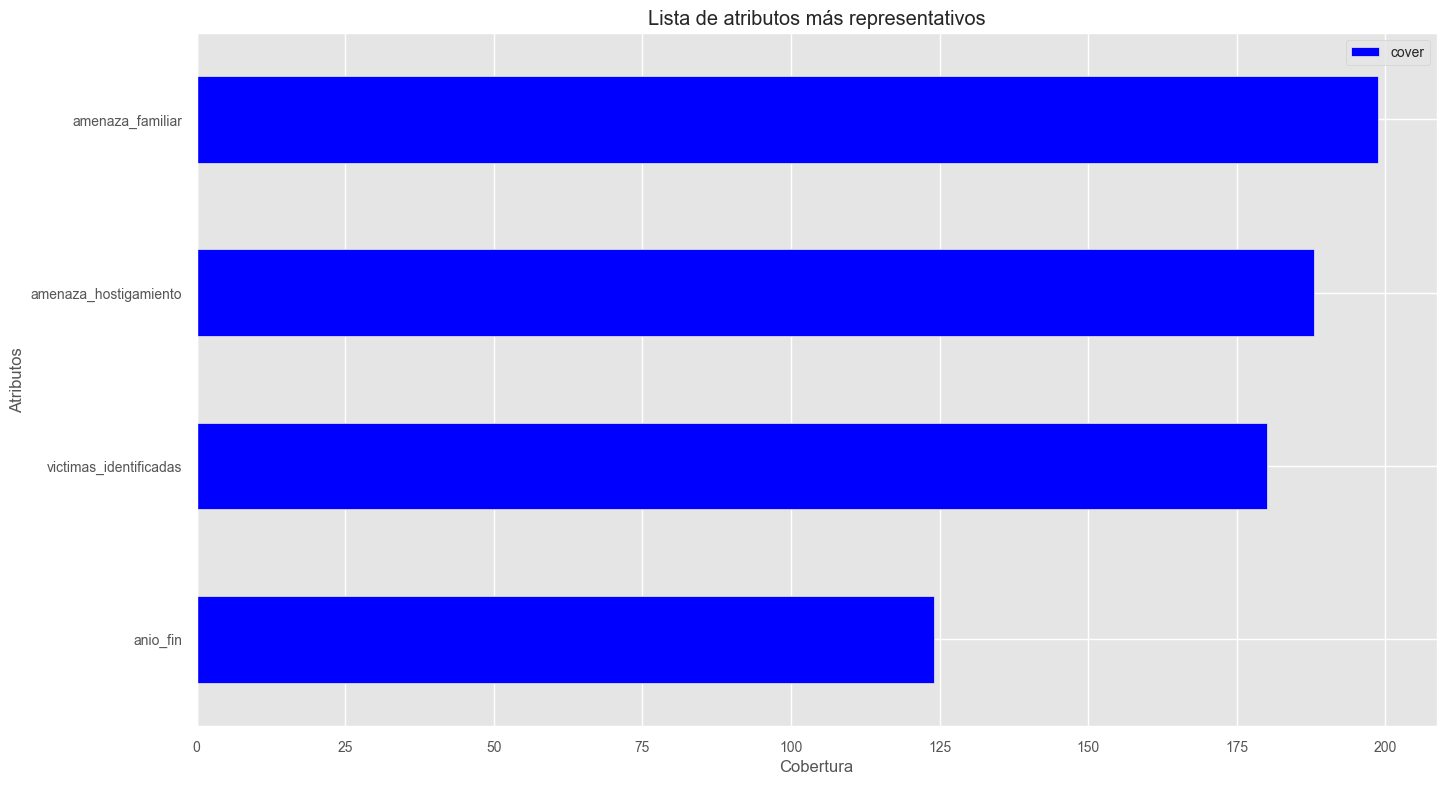 Lista de atributos más representativos
cover
amenaza_familiar
amenaza_hostigamiento
victimas_identificadas
anio_fin
Atributos
0 25 50 75 100 125 150 175 200
Cobertura